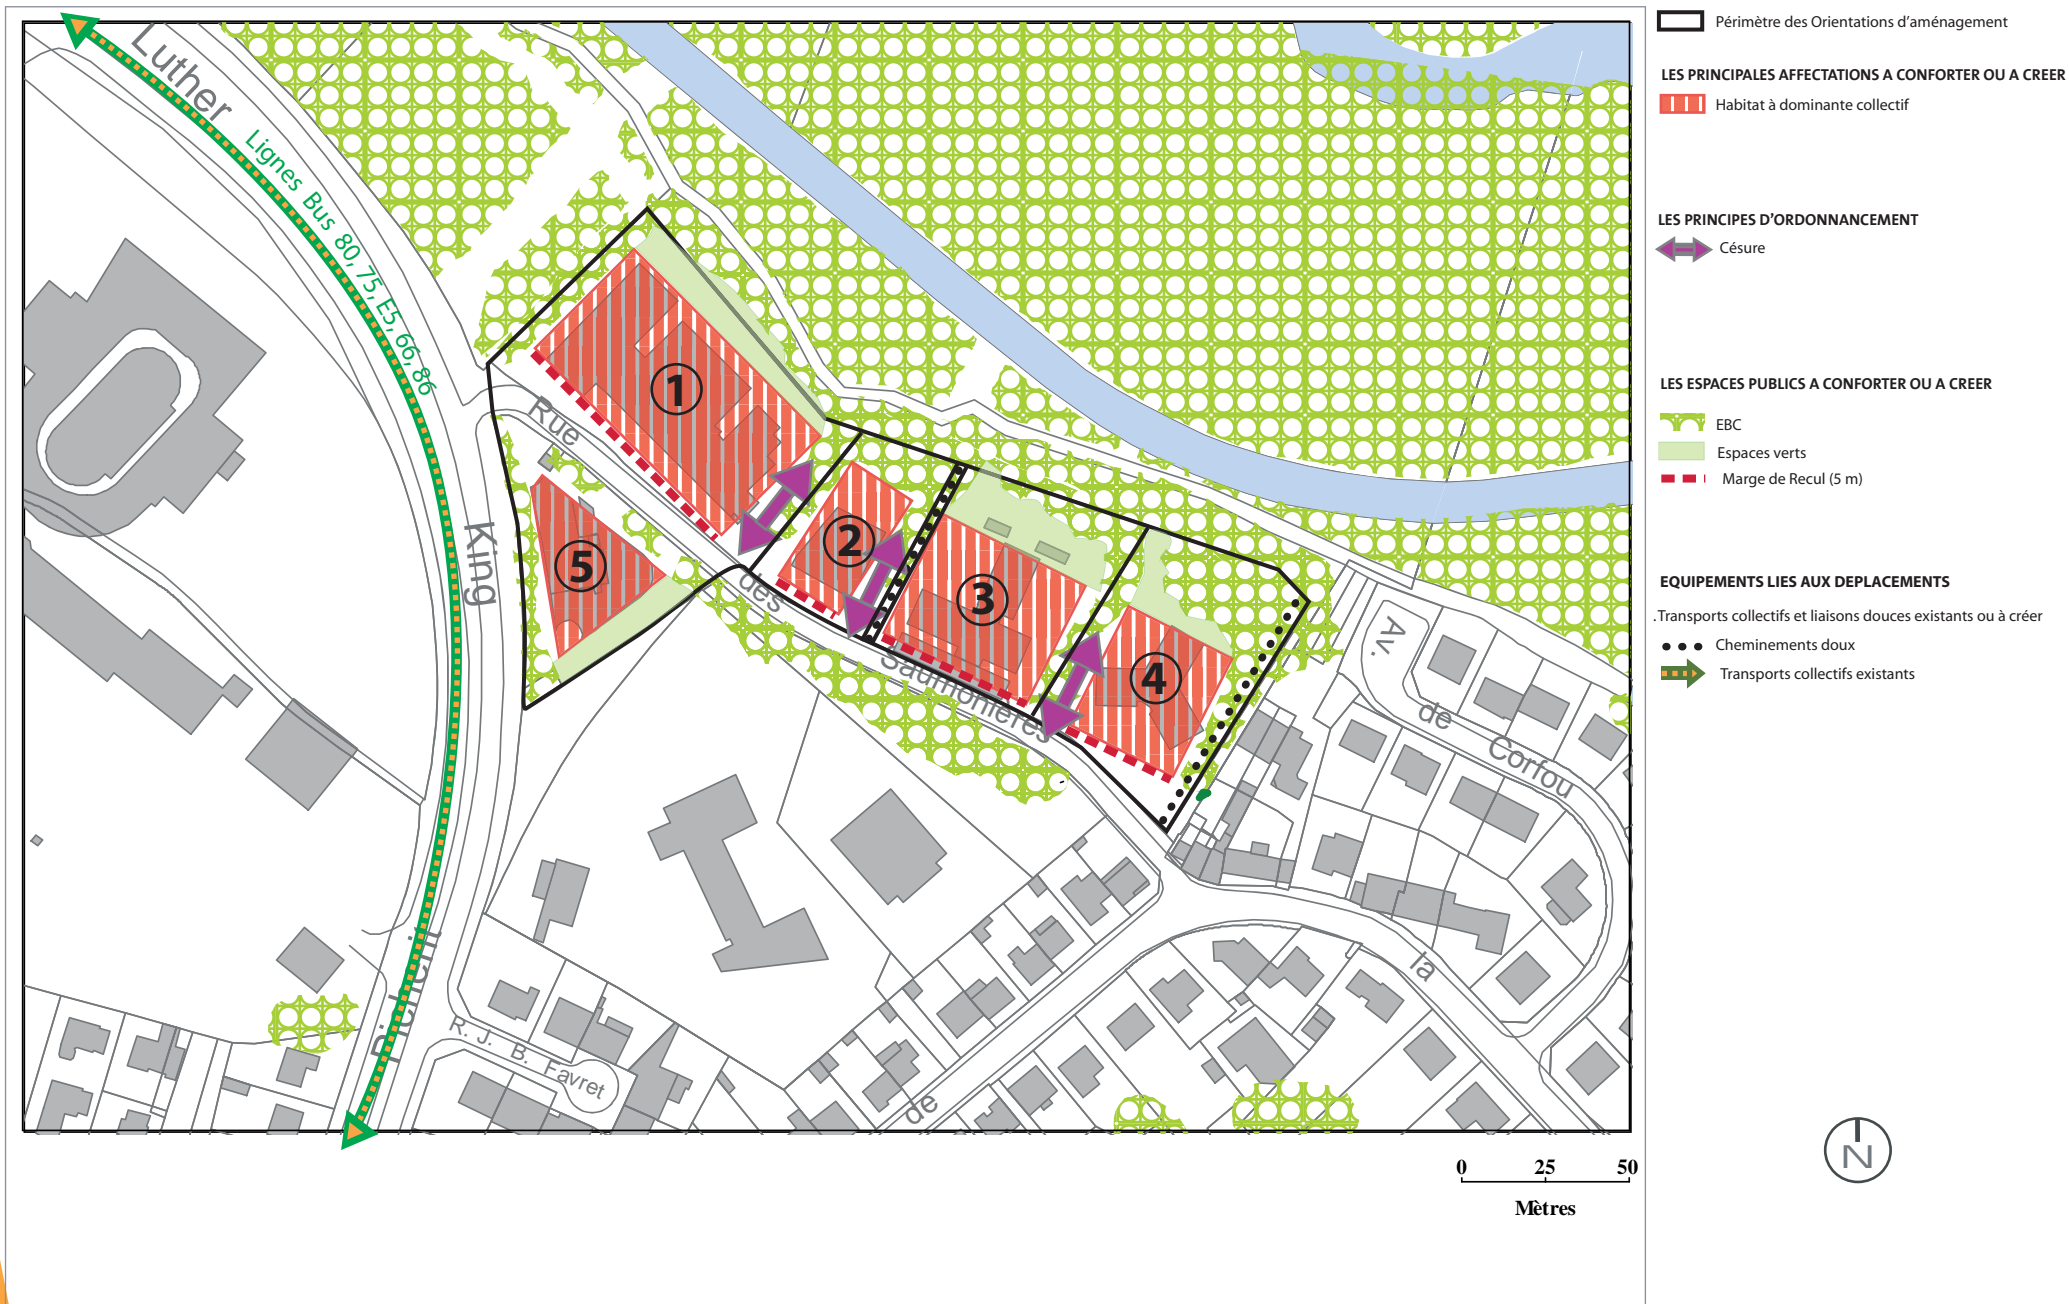 Luther
Lignes Bus 80, 75, E5, 66, 86
King
Richelit
Rue
des
Saumonières
1
2
3
4
5
Av.
de
Corfou
la
de
R. J. B. Favret
0 25 50
Mètres
Périmètre des Orientations d'aménagement
LES PRINCIPALES AFFECTATIONS A CONFORTER OU A CREER
Habitat à dominante collectif
LES PRINCIPES D'ORDONNANCEMENT
Césure
LES ESPACES PUBLICS A CONFORTER OU A CREER
EBC
Espaces verts
Marge de Recul (5 m)
EQUIPEMENTS LIES AUX DEPLACEMENTS
.Transports collectifs et liaisons douces existants ou à créer
Cheminements doux
Transports collectifs existants
N